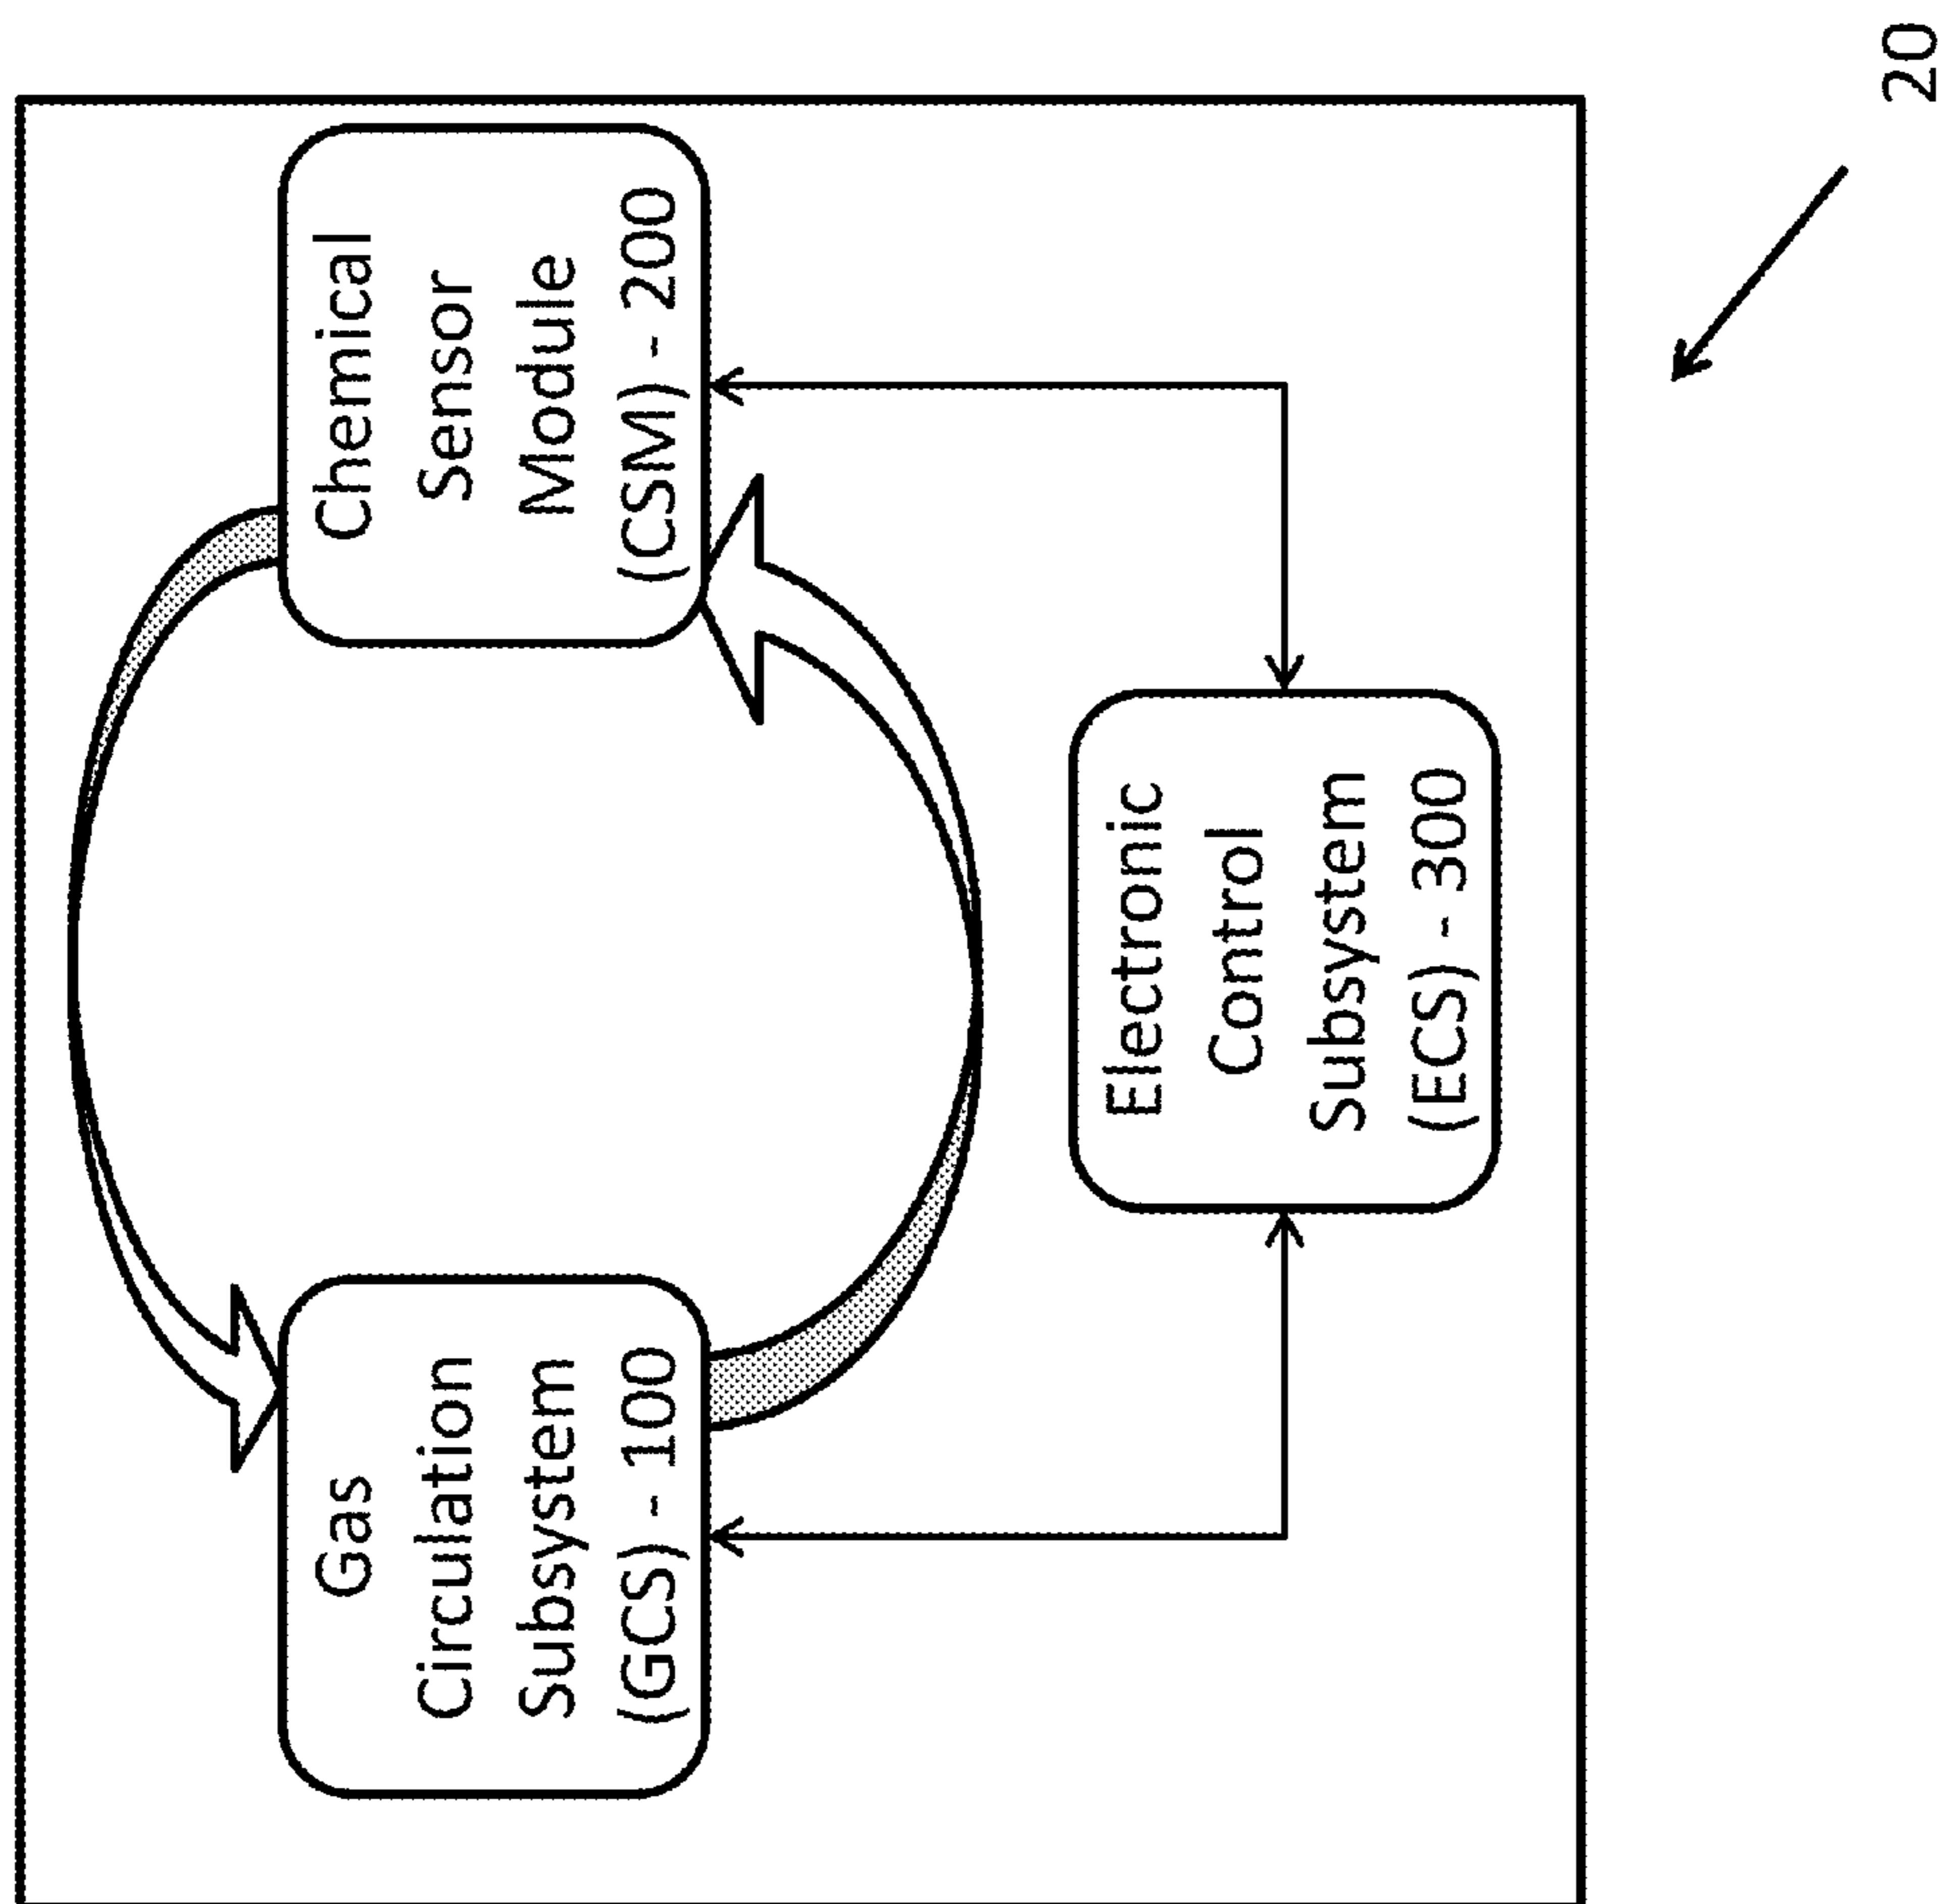 Gas
Circulation
Subsystem
(GCS) - 100
Chemical
Sensor
Module
(CSM) - 200
Electronic
Control
Subsystem
(ECS) - 300
20